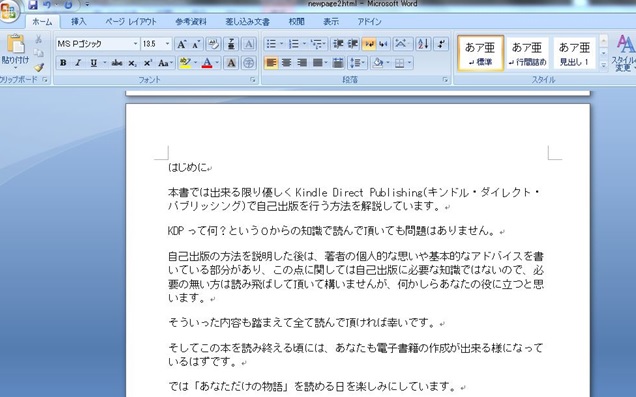 newpage2html - Microsoft Word
ホーム 挿入 ページ レイアウト 参考資料 差し込み文書 校閲 表示 アドイン
貼り付け
MS Pゴシック 13.5
あア亜 あア亜 あア亜
標準 行間詰め 見出し 1
スタイル 変更
クリップボード フォント 段落 スタイル
はじめに
本書では出来る限り優しく Kindle Direct Publishing(キンドル・ダイレクト・
パブリッシング)で自己出版を行う方法を解説しています。
KDP って何？という0からの知識で読んで頂いても問題はありません。
自己出版の方法を説明した後は、著者の個人的な思いや基本的なアドバイスを書
いている部分があり、この点に関しては自己出版に必要な知識ではないので、必
要の無い方は読み飛ばして頂いて構いませんが、何かしらあなたの役に立つと思
います。
そういった内容も踏まえて全て読んで頂ければ幸いです。
そしてこの本を読み終える頃には、あなたも電子書籍の作成が出来る様になって
いるはずです。
では「あなただけの物語」を読める日を楽しみにしています。